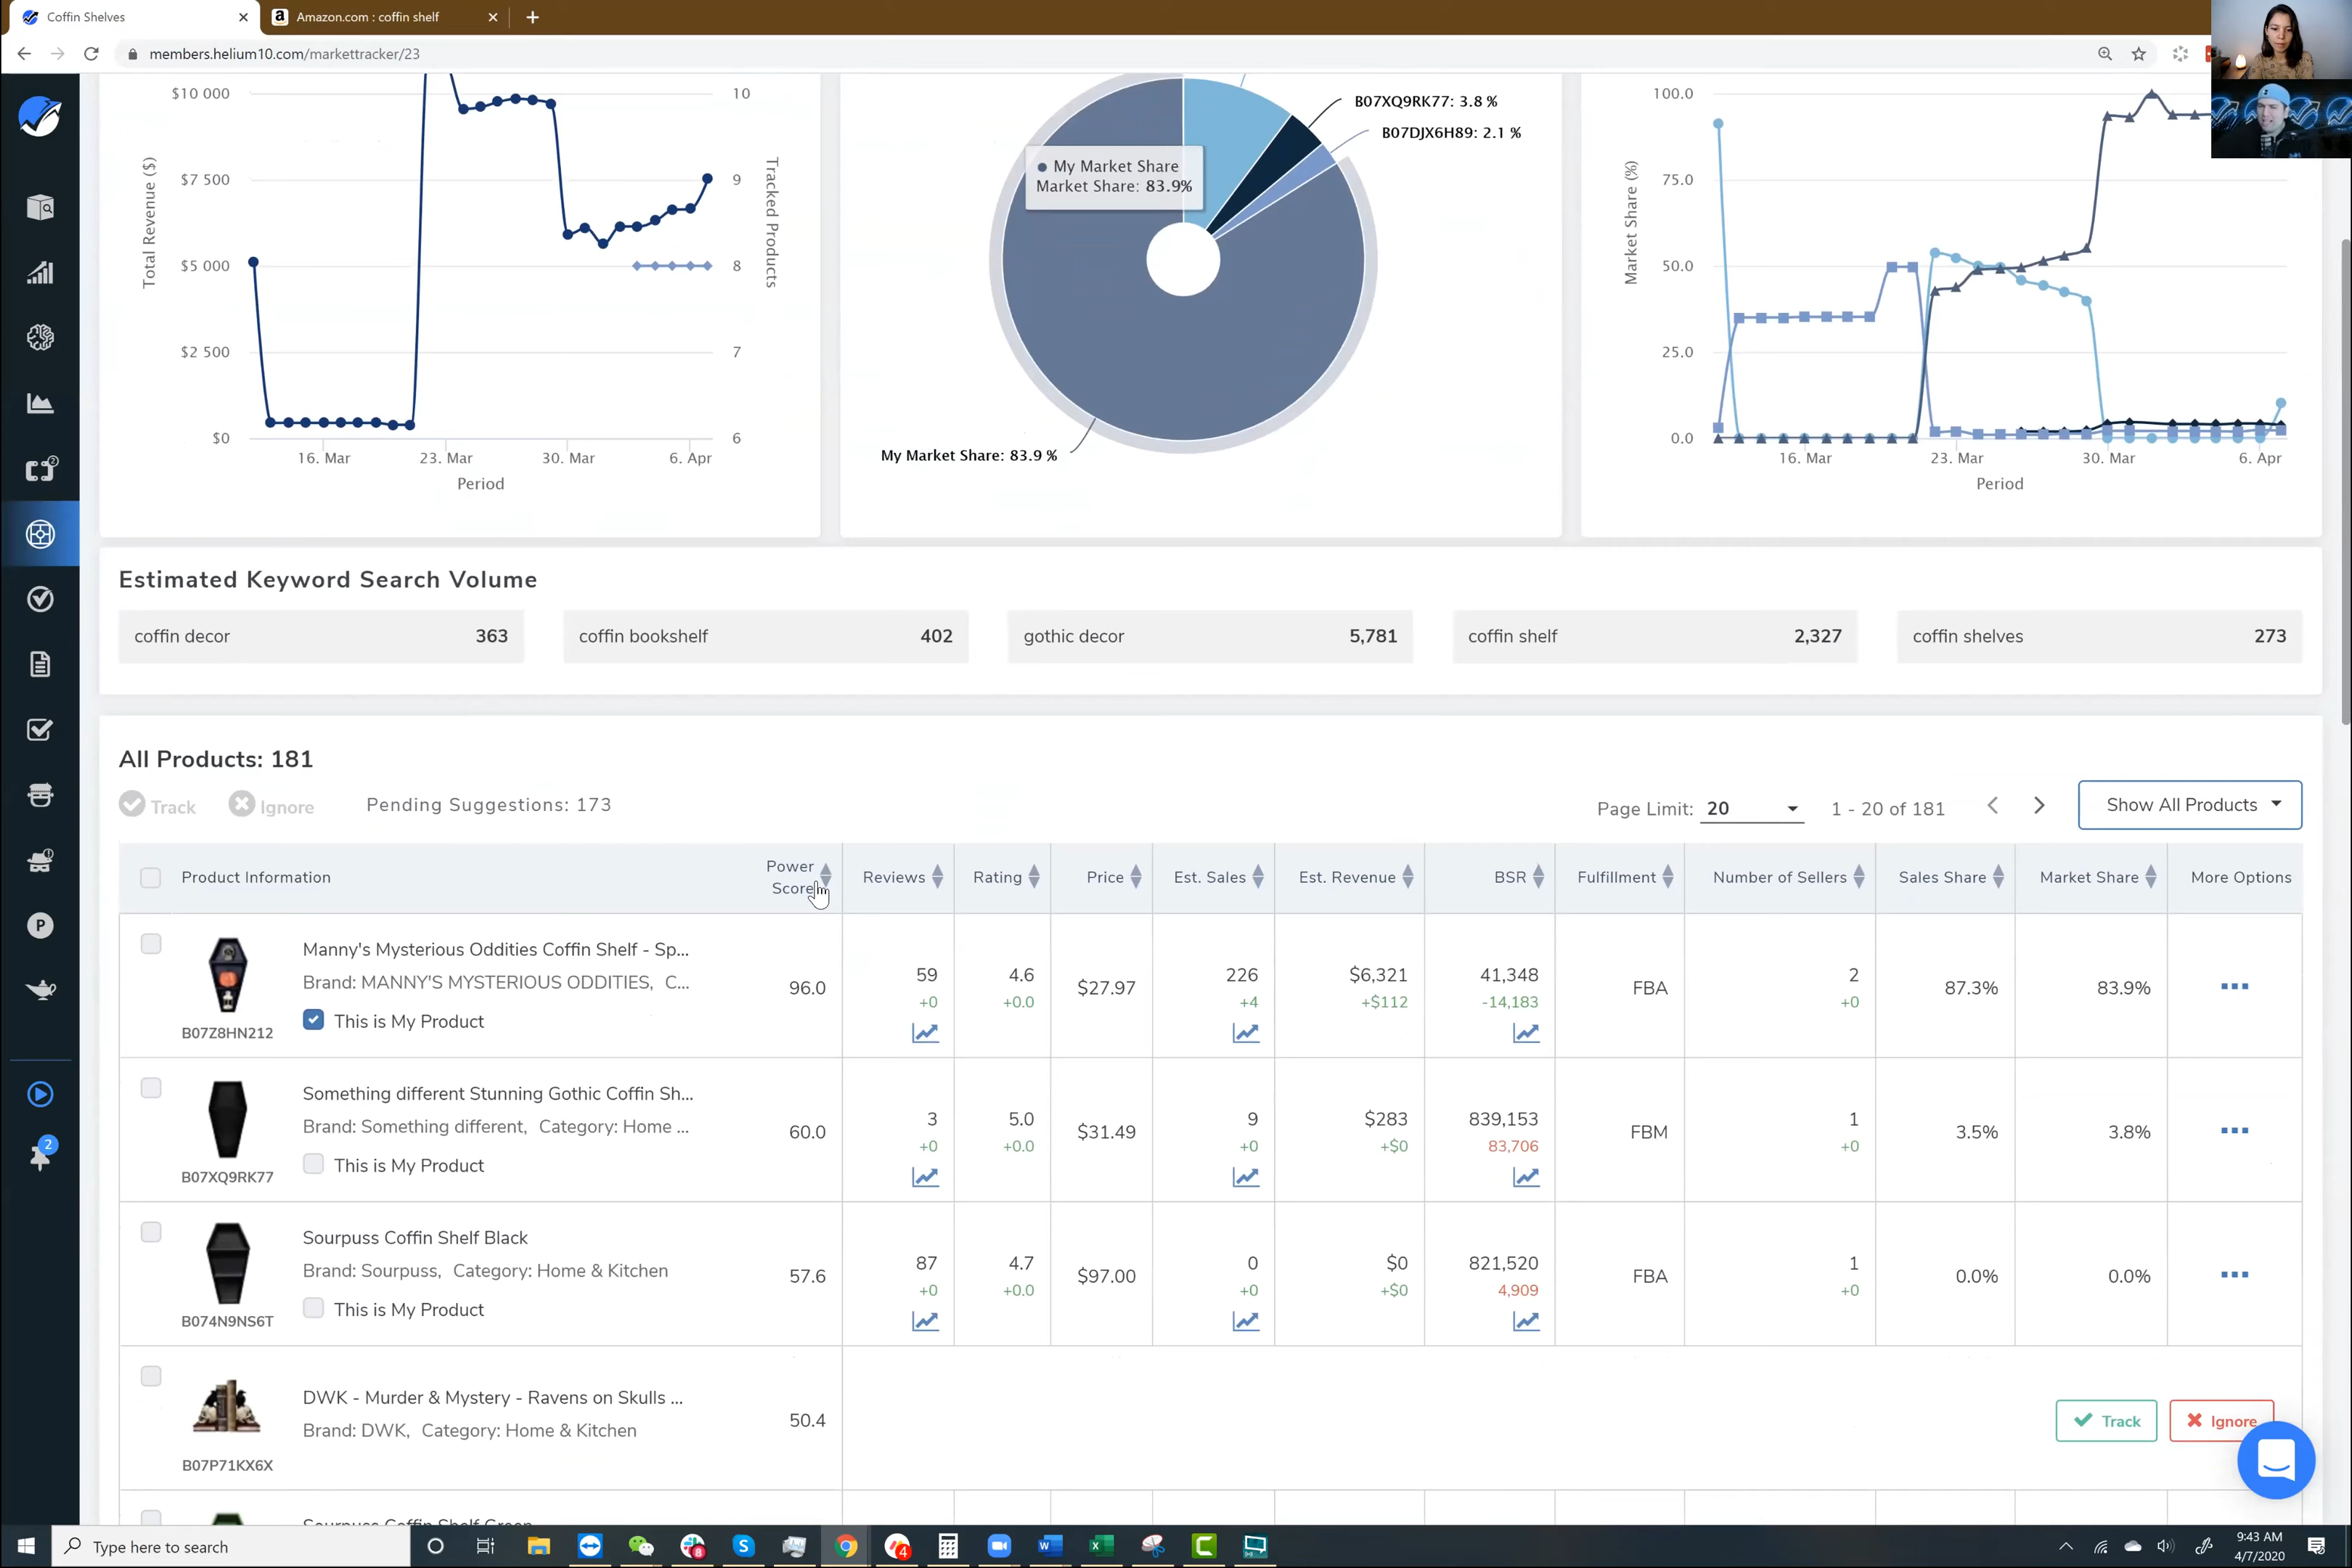 Coffin Shelves
Amazon.com : coffin shelf
members.helium10.com/markettracker/23
$10 000
$7 500
$5 000
$2 500
$0
Total Revenue ($)
10
9
8
7
6
Tracked Products
16. Mar
23. Mar
30. Mar
6. Apr
Period
B07XQ9RK77: 3.8 %
B07DJX6H89: 2.1 %
My Market Share
Market Share: 83.9%
My Market Share: 83.9 %
100.0
75.0
50.0
25.0
0.0
Market Share (%)
16. Mar
23. Mar
30. Mar
6. Apr
Period
Estimated Keyword Search Volume
coffin decor 363
coffin bookshelf 402
gothic decor 5,781
coffin shelf 2,327
coffin shelves 273
All Products: 181
Track Ignore Pending Suggestions: 173
Page Limit: 20 1 - 20 of 181 Show All Products
Product Information Power Score Reviews Rating Price Est. Sales Est. Revenue BSR Fulfillment Number of Sellers Sales Share Market Share More Options
Manny's Mysterious Oddities Coffin Shelf - Sp...
Brand: MANNY'S MYSTERIOUS ODDITIES, C...
This is My Product
B07Z8HN212
96.0
59
+0
4.6
+0.0
$27.97
226
+4
$6,321
+$112
41,348
-14,183
FBA
2
+0
87.3%
83.9%
Something different Stunning Gothic Coffin Sh...
Brand: Something different, Category: Home ...
This is My Product
B07XQ9RK77
60.0
3
+0
5.0
+0.0
$31.49
9
+0
$283
+$0
839,153
83,706
FBM
1
+0
3.5%
3.8%
Sourpuss Coffin Shelf Black
Brand: Sourpuss, Category: Home & Kitchen
This is My Product
B074N9NS6T
57.6
87
+0
4.7
+0.0
$97.00
0
+0
$0
+$0
821,520
4,909
FBA
1
+0
0.0%
0.0%
DWK - Murder & Mystery - Ravens on Skulls ...
Brand: DWK, Category: Home & Kitchen
B07P71KX6X
50.4
Track
Ignore
Sourpuss Coffin Shelf Green
2
2
P
Type here to search
8
4
9:43 AM
4/7/2020